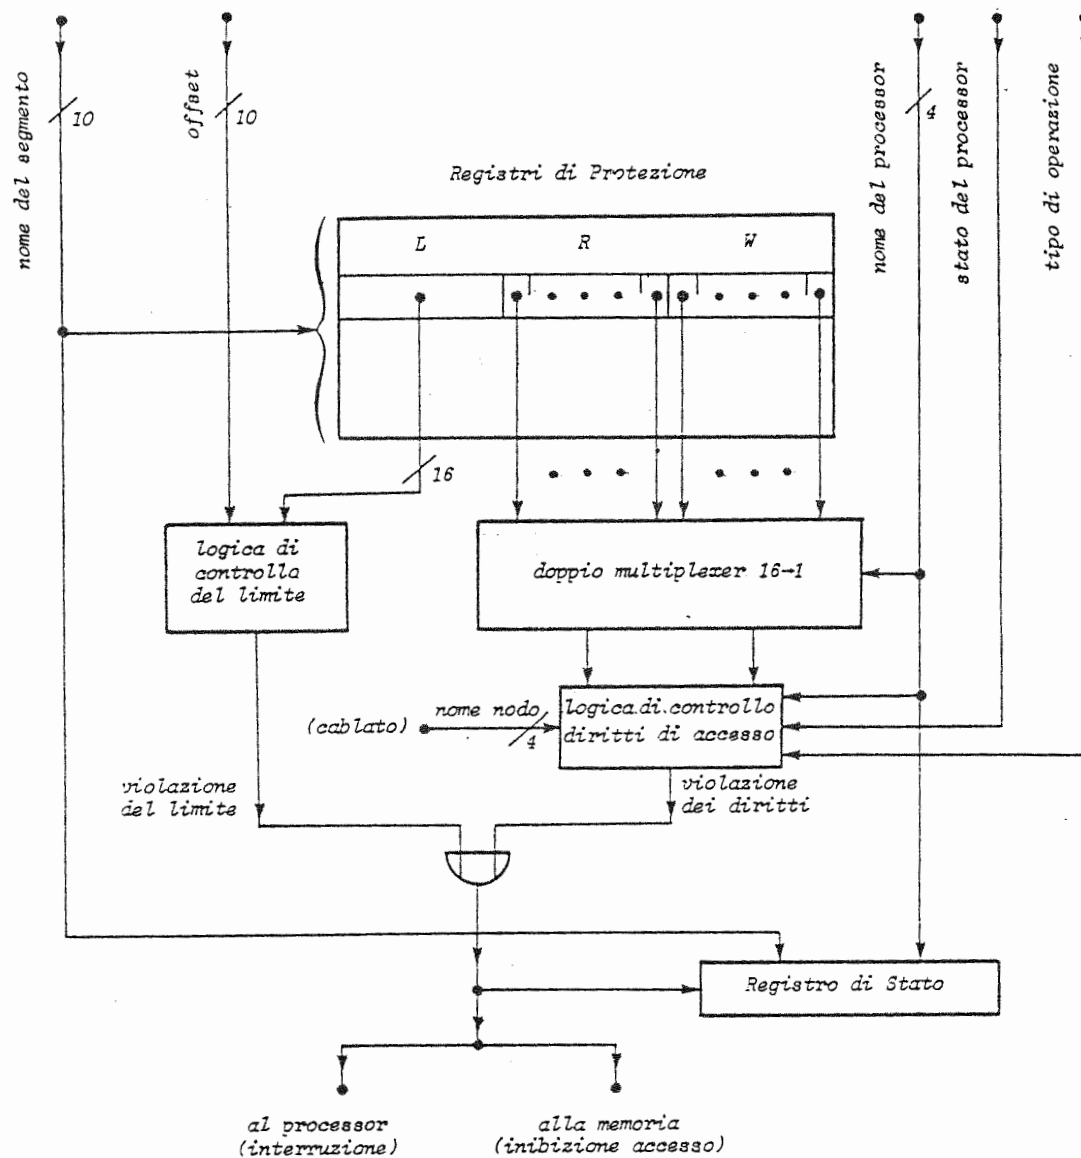 nome del segmento
10
offset
10
nome del processor
4
stato del processor
tipo di operazione
Registri di Protezione
L R W
16
logica di
controlla
del limite
doppio multiplexer 16→1
(cablato)
nome nodo
4
logica di controllo
diritti di accesso
violazione
del limite
violazione
dei diritti
Registro di Stato
al processor
(interruzione)
alla memoria
(inibizione accesso)